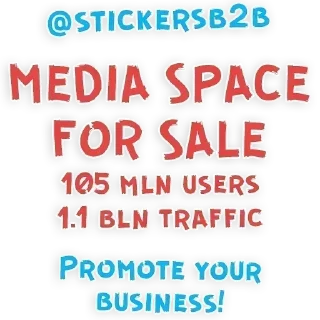 @STICKERSB2B
MEDIA SPACE
FOR SALE
105 MLN USERS
1.1 BLN TRAFFIC
PROMOTE YOUR
BUSINESS!